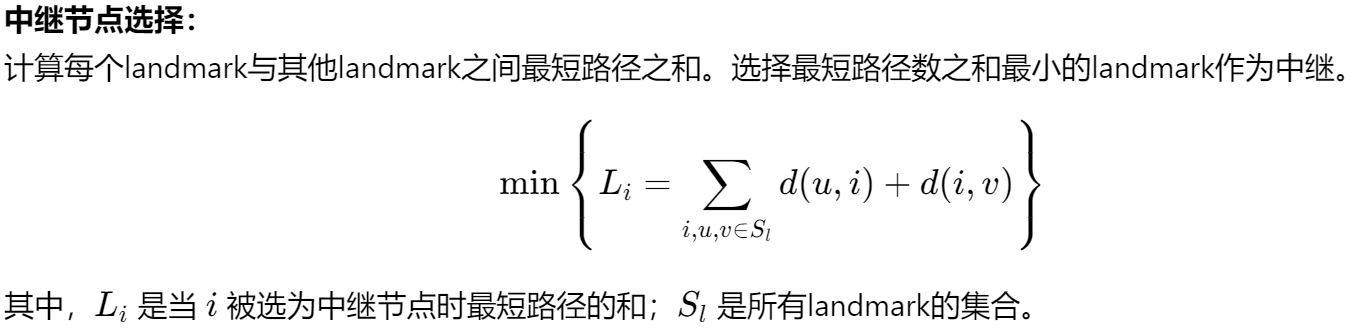 中继节点选择：
计算每个landmark与其他landmark之间最短路径之和。选择最短路径数之和最小的landmark作为中继。
min { L_i = ∑_{i,u,v∈S_l} d(u, i) + d(i, v) }
其中，L_i 是当 i 被选为中继节点时最短路径的和；S_l 是所有landmark的集合。